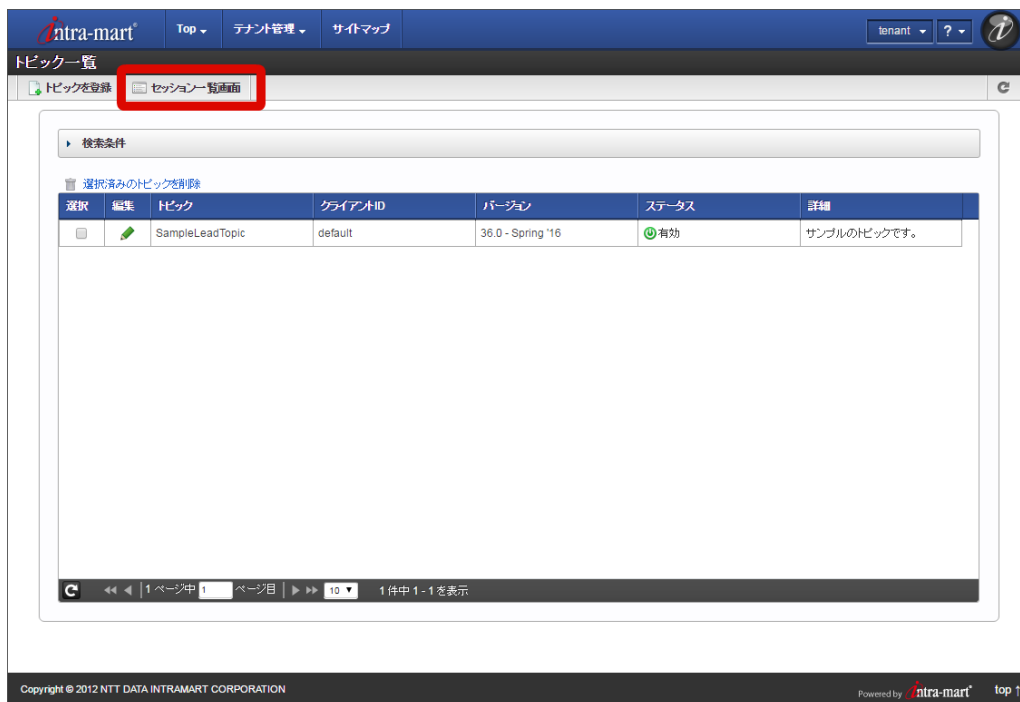 intra-mart® Top テナント管理 サイトマップ tenant ?
トピック一覧
トピックを登録 セッション一覧画面
検索条件
選択済みのトピックを削除
選択 編集 トピック クライアントID バージョン ステータス 詳細
SampleLeadTopic default 36.0 - Spring '16 有効 サンプルのトピックです。
1 ページ中 1 ページ目 10 1 件中 1 - 1 を表示
Copyright © 2012 NTT DATA INTRAMART CORPORATION Powered by intra-mart® top ↑